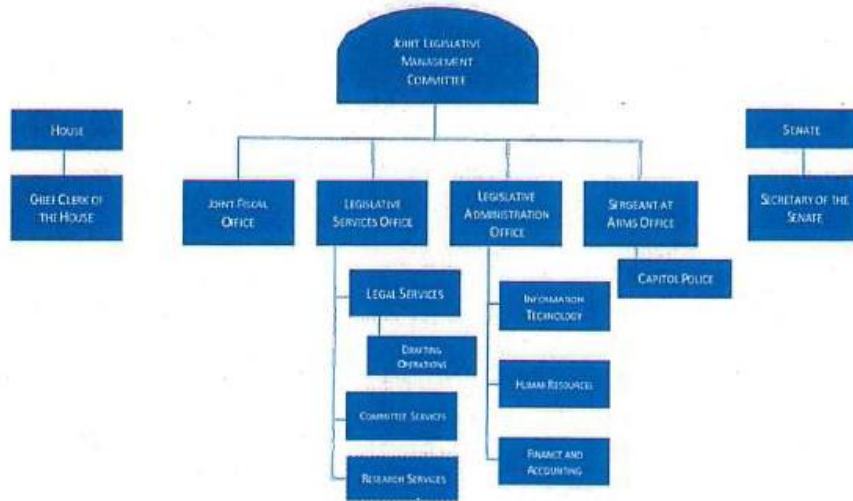 JOINT LEGISLATIVE
MANAGEMENT
COMMITTEE
HOUSE
SENATE
CHIEF CLERK OF
THE HOUSE
JOINT FISCAL
OFFICE
LEGISLATIVE
SERVICES OFFICE
LEGISLATIVE
ADMINISTRATION
OFFICE
SERGEANT AT
ARMS OFFICE
SECRETARY OF THE
SENATE
CAPITOL POLICE
LEGAL SERVICES
INFORMATION
TECHNOLOGY
DRAFTING
OPERATIONS
HUMAN RESOURCES
COMMITTEE SERVICES
FINANCE AND
ACCOUNTING
RESEARCH SERVICES